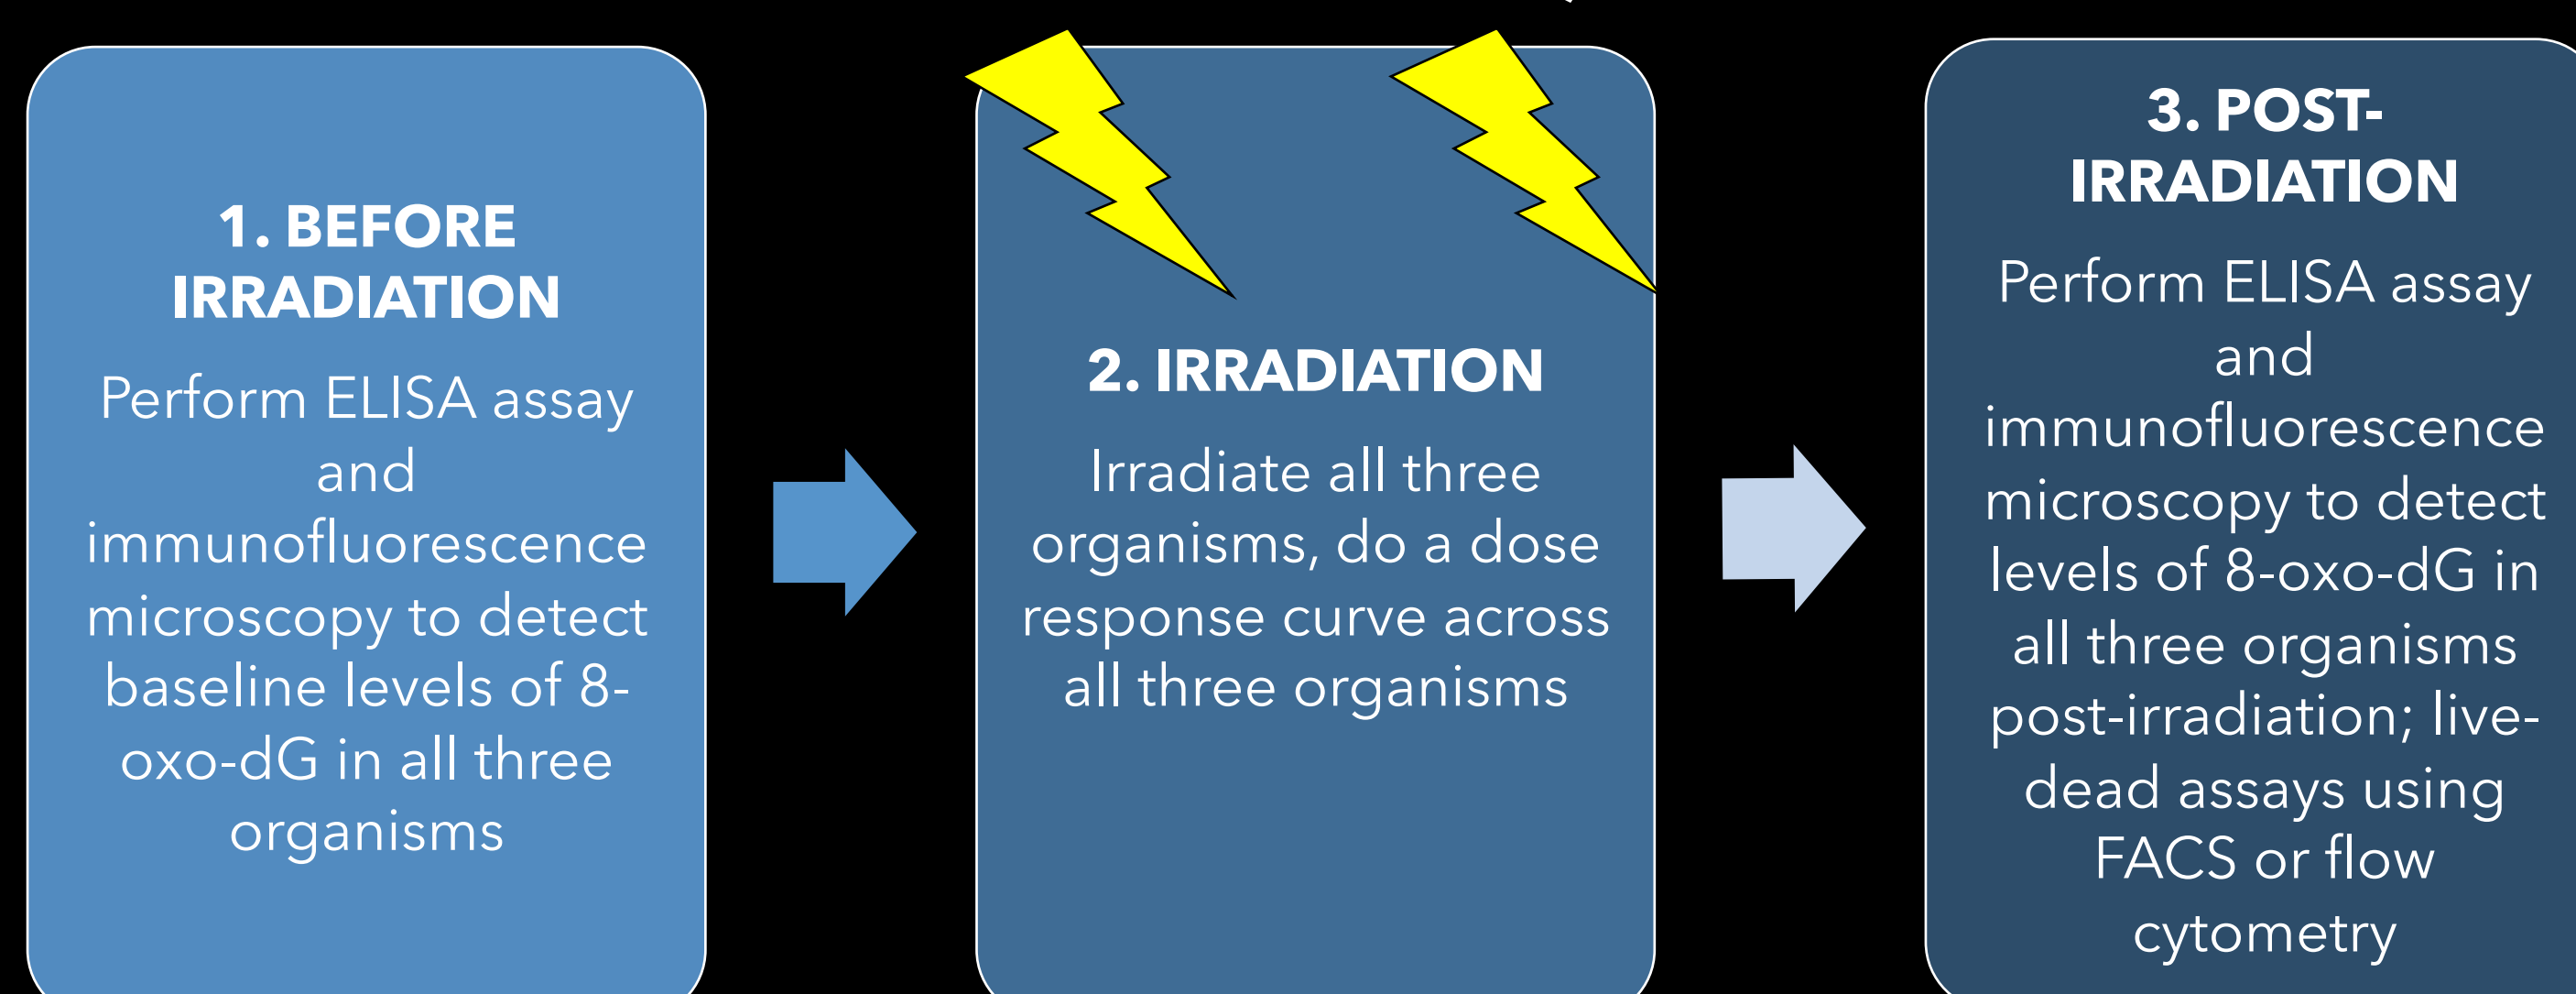 1. BEFORE
IRRADIATION
Perform ELISA assay
and
immunofluorescence
microscopy to detect
baseline levels of 8-
oxo-dG in all three
organisms
2. IRRADIATION
Irradiate all three
organisms, do a dose
response curve across
all three organisms
3. POST-
IRRADIATION
Perform ELISA assay
and
immunofluorescence
microscopy to detect
levels of 8-oxo-dG in
all three organisms
post-irradiation; live-
dead assays using
FACS or flow
cytometry